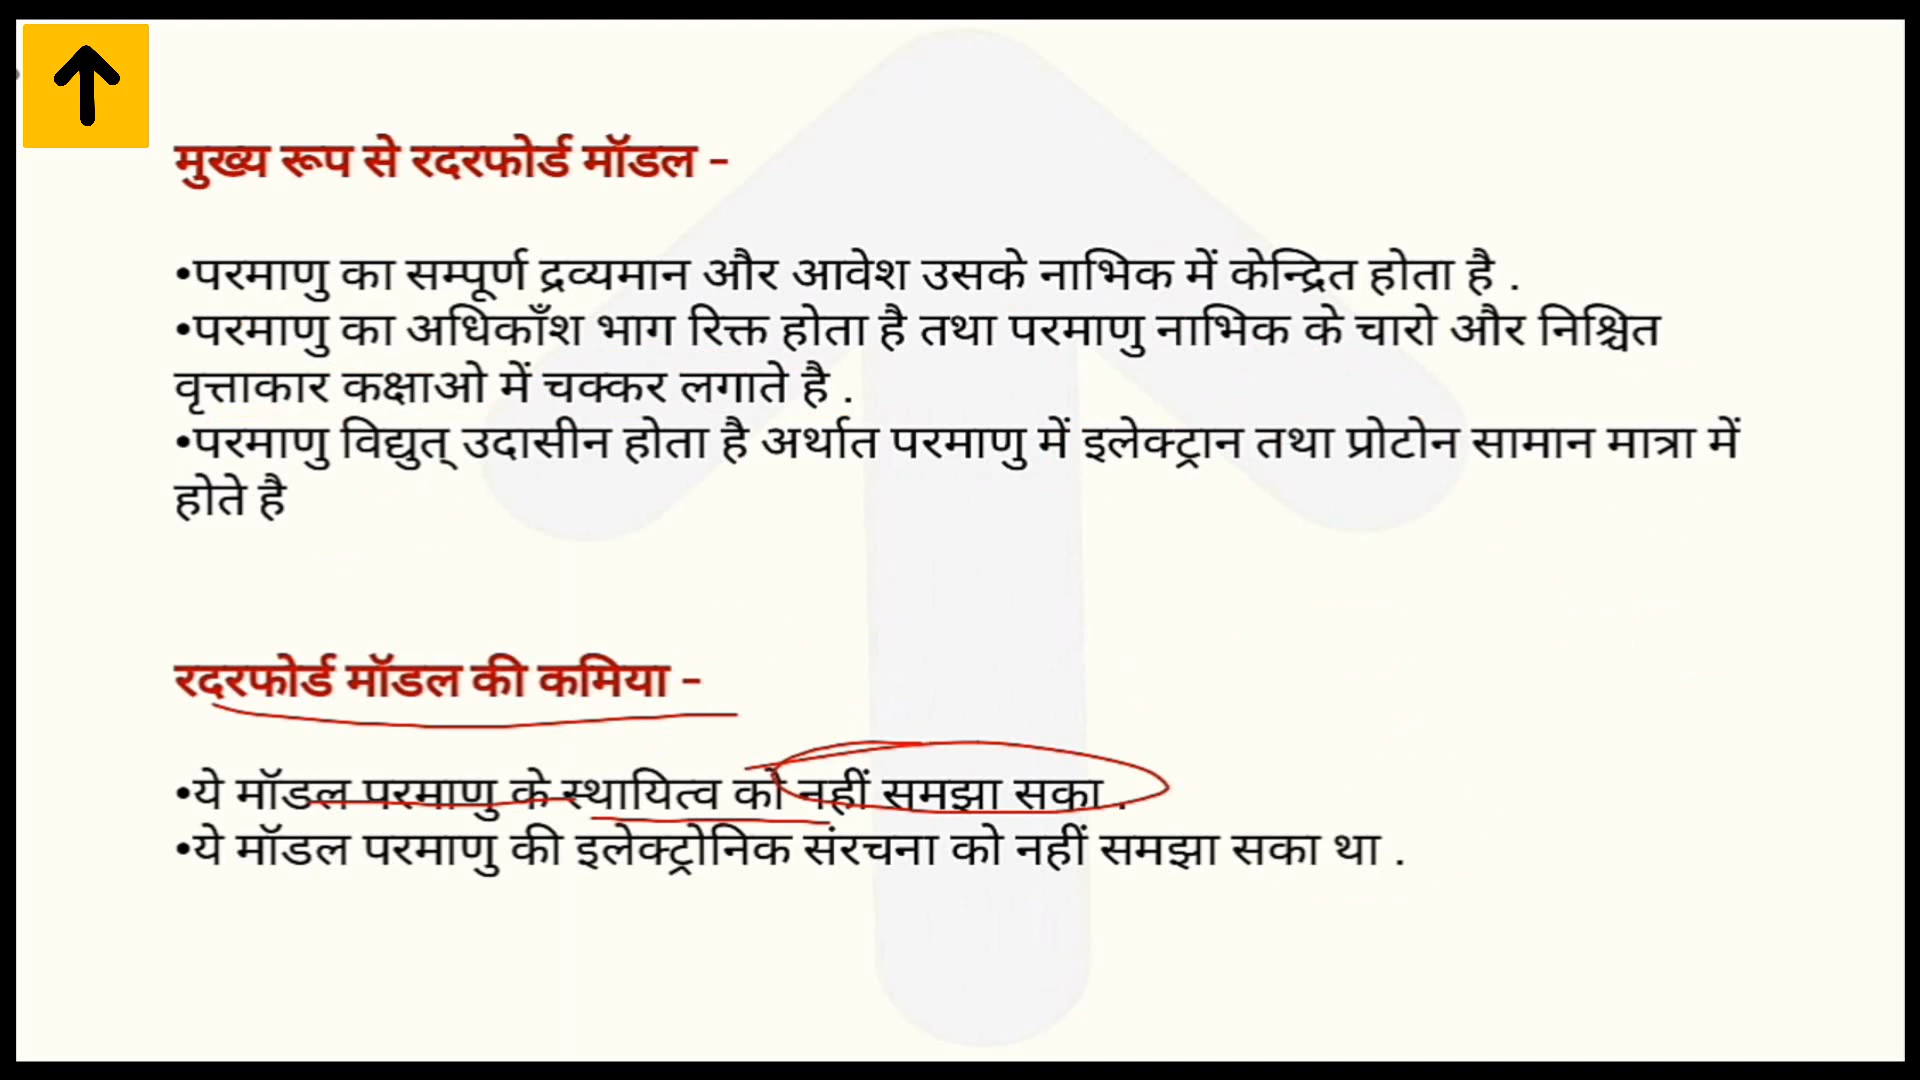 मुख्य रूप से रदरफोर्ड मॉडल -
•परमाणु का सम्पूर्ण द्रव्यमान और आवेश उसके नाभिक में केन्द्रित होता है .
•परमाणु का अधिकाँश भाग रिक्त होता है तथा परमाणु नाभिक के चारो और निश्चित
वृत्ताकार कक्षाओ में चक्कर लगाते है .
•परमाणु विद्युत् उदासीन होता है अर्थात परमाणु में इलेक्ट्रान तथा प्रोटोन सामान मात्रा में
होते है
रदरफोर्ड मॉडल की कमिया -
•ये मॉडल परमाणु के स्थायित्व को नहीं समझा सका .
•ये मॉडल परमाणु की इलेक्ट्रोनिक संरचना को नहीं समझा सका था .